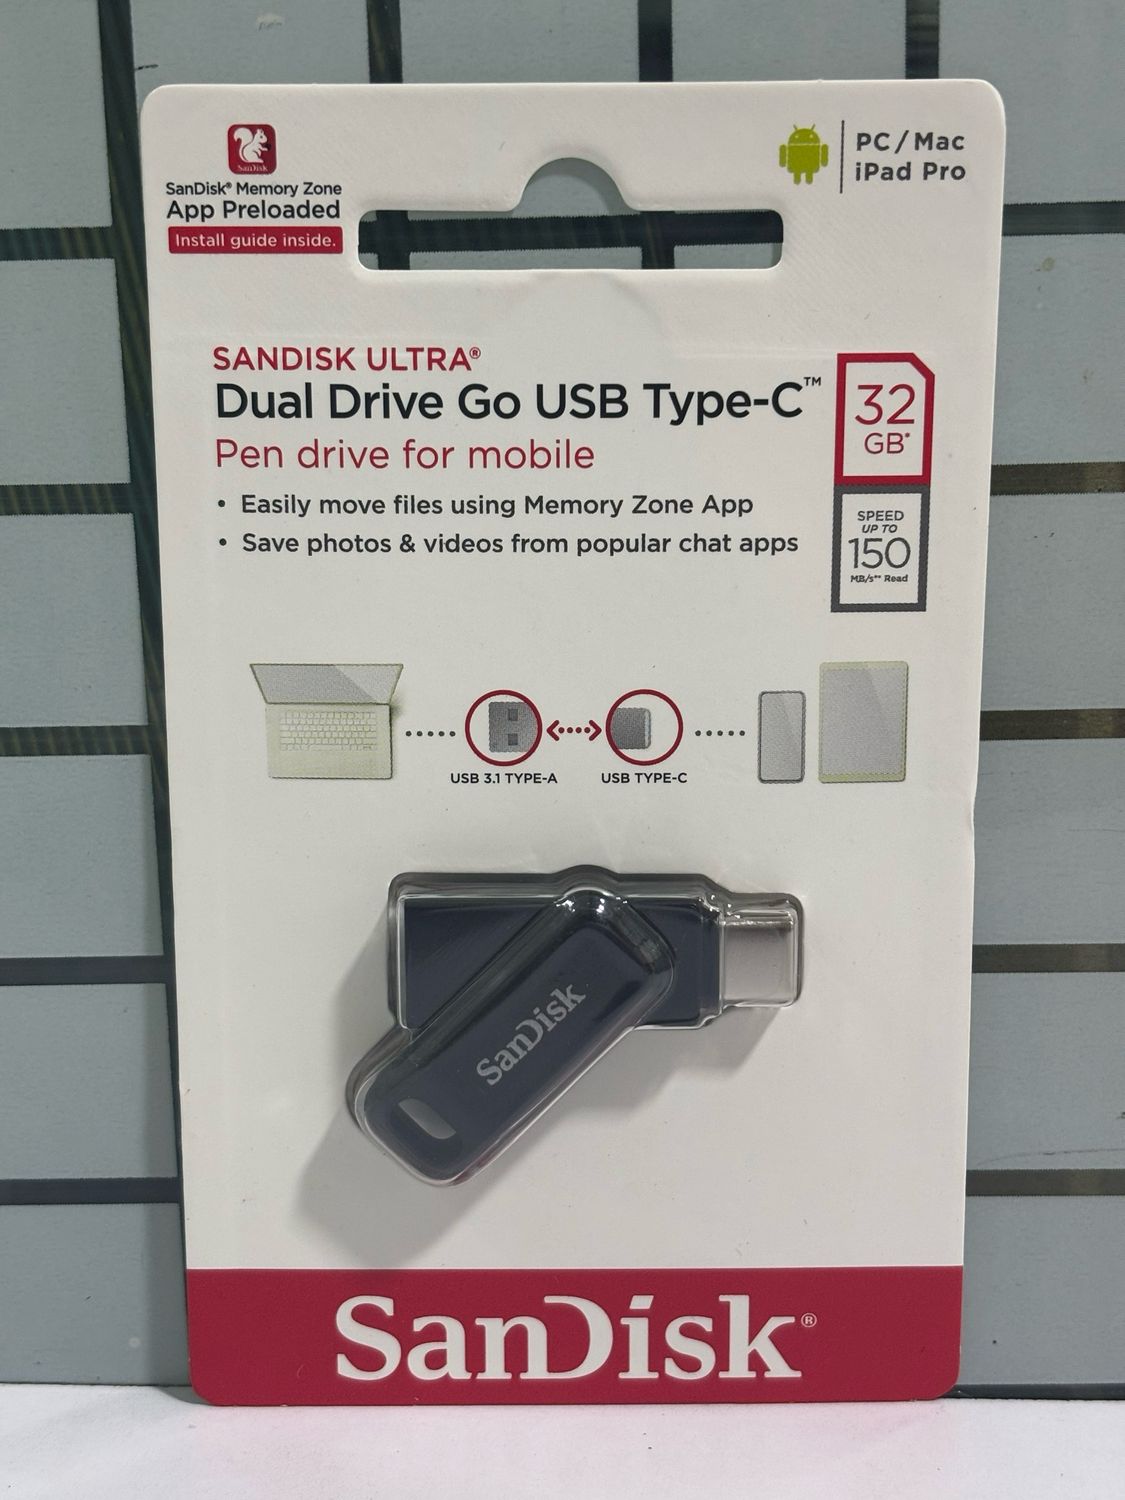 SanDisk
SanDisk® Memory Zone
App Preloaded
Install guide inside.
PC / Mac
iPad Pro
SANDISK ULTRA®
Dual Drive Go USB Type-C™
Pen drive for mobile
• Easily move files using Memory Zone App
• Save photos & videos from popular chat apps
32
GB*
SPEED
UP TO
150
MB/s** Read
USB 3.1 TYPE-A
USB TYPE-C
SanDisk
SanDisk®